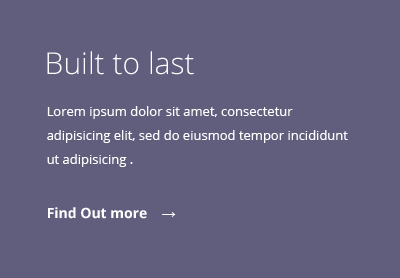 Built to last
Lorem ipsum dolor sit amet, consectetur
adipisicing elit, sed do eiusmod tempor incididunt
ut adipisicing .
Find Out more →